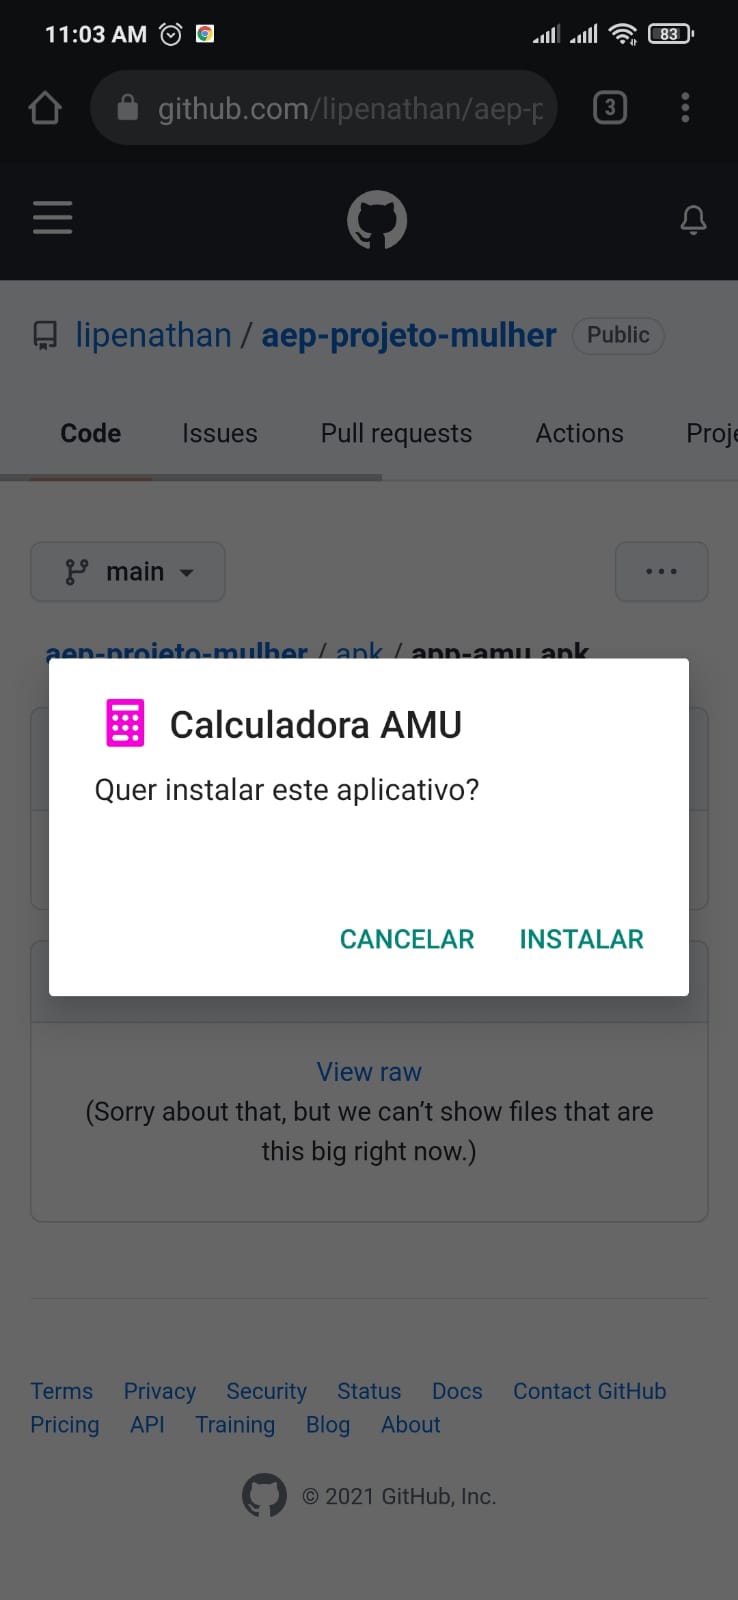 11:03 AM 83
github.com/lipenathan/aep-p 3
lipenathan / aep-projeto-mulher Public
Code Issues Pull requests Actions Proje
main
aep-projeto-mulher / apk / app-amu.apk
Calculadora AMU
Quer instalar este aplicativo?
CANCELAR INSTALAR
View raw
(Sorry about that, but we can’t show files that are
this big right now.)
Terms Privacy Security Status Docs Contact GitHub
Pricing API Training Blog About
© 2021 GitHub, Inc.